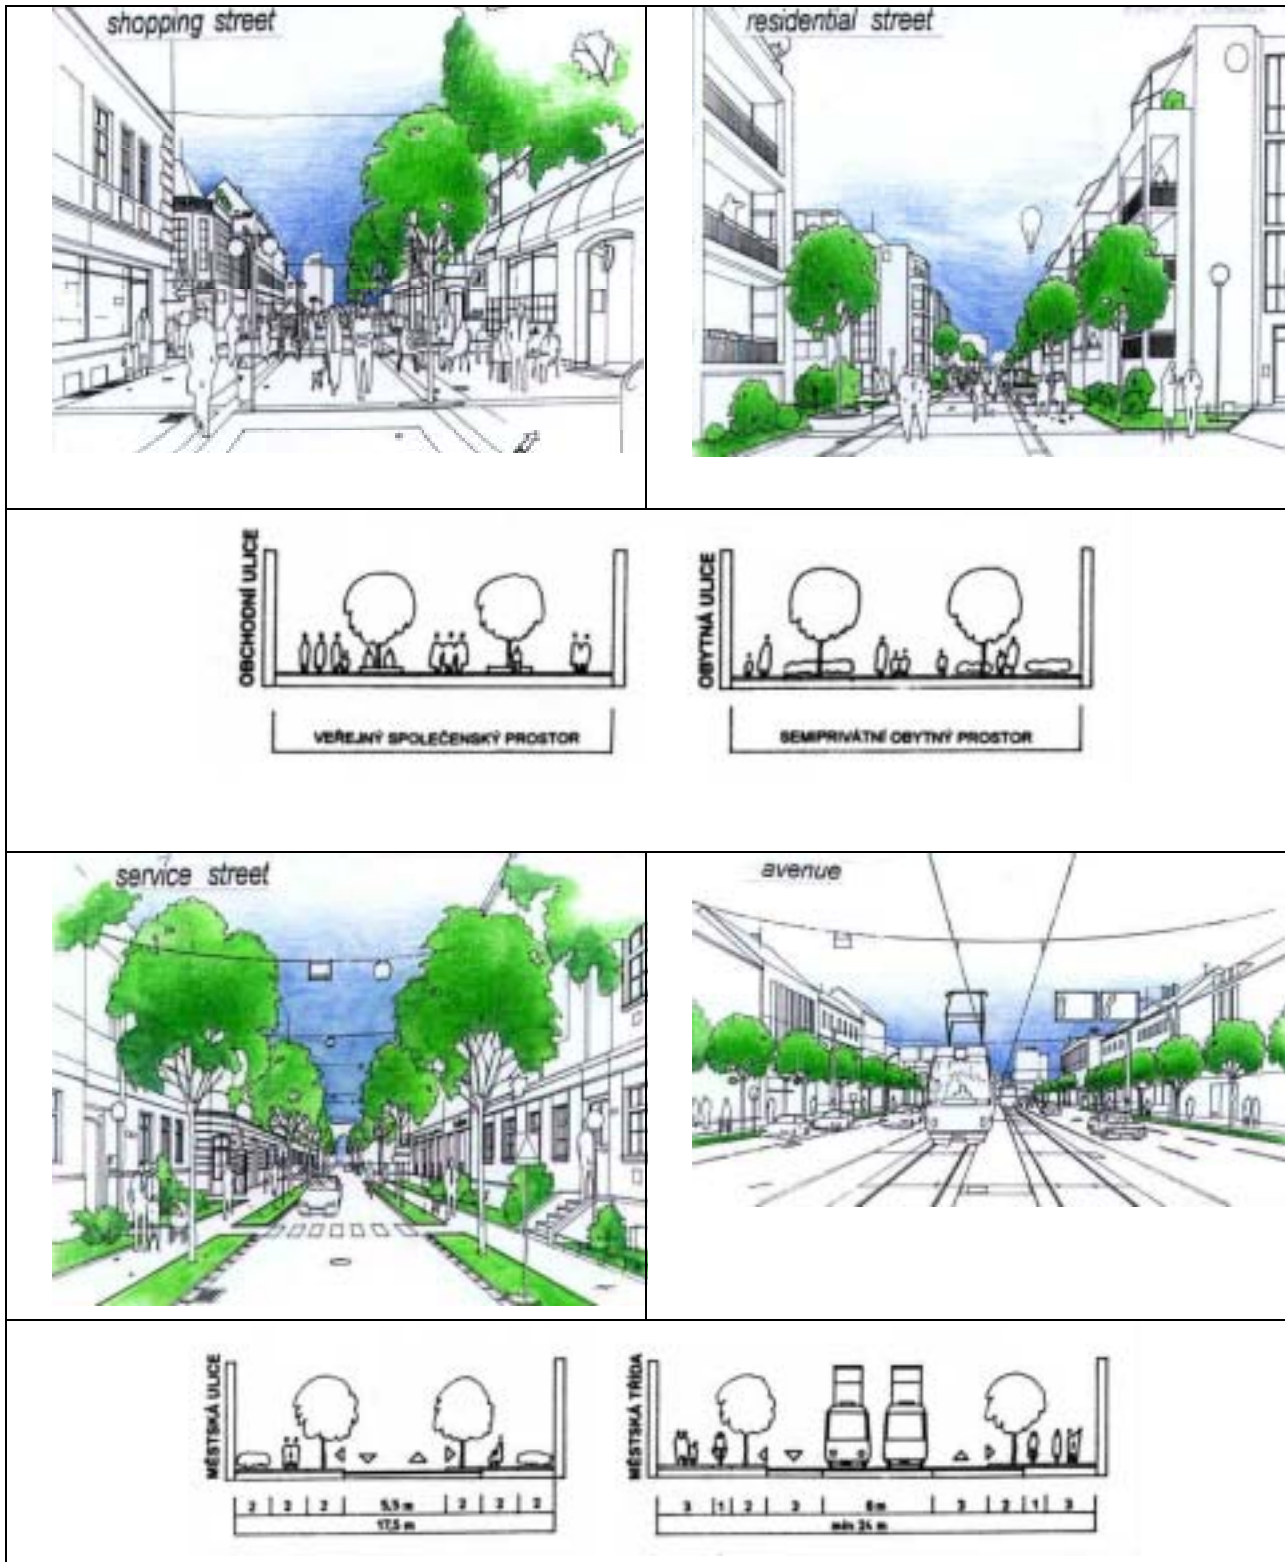 shopping street
residential street
OBCHODNÍ ULICE
VEŘEJNÝ SPOLEČENSKÝ PROSTOR
OBYTNÁ ULICE
SEMIPRIVÁTNÍ OBYTNÝ PROSTOR
service street
avenue
MĚSTSKÁ ULICE
2 2 2 5,5 m 2 2 2
17,5 m
MĚSTSKÁ TŘÍDA
3 1 2 3 6 m 3 2 1 3
min 24 m